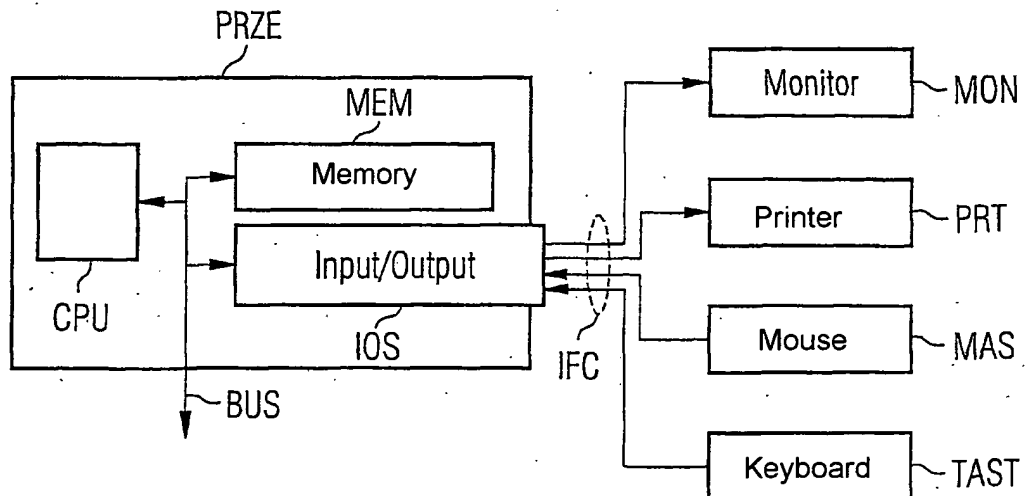 PRZE
MEM
Memory
CPU
Input/Output
IOS
BUS
IFC
Monitor
MON
Printer
PRT
Mouse
MAS
Keyboard
TAST